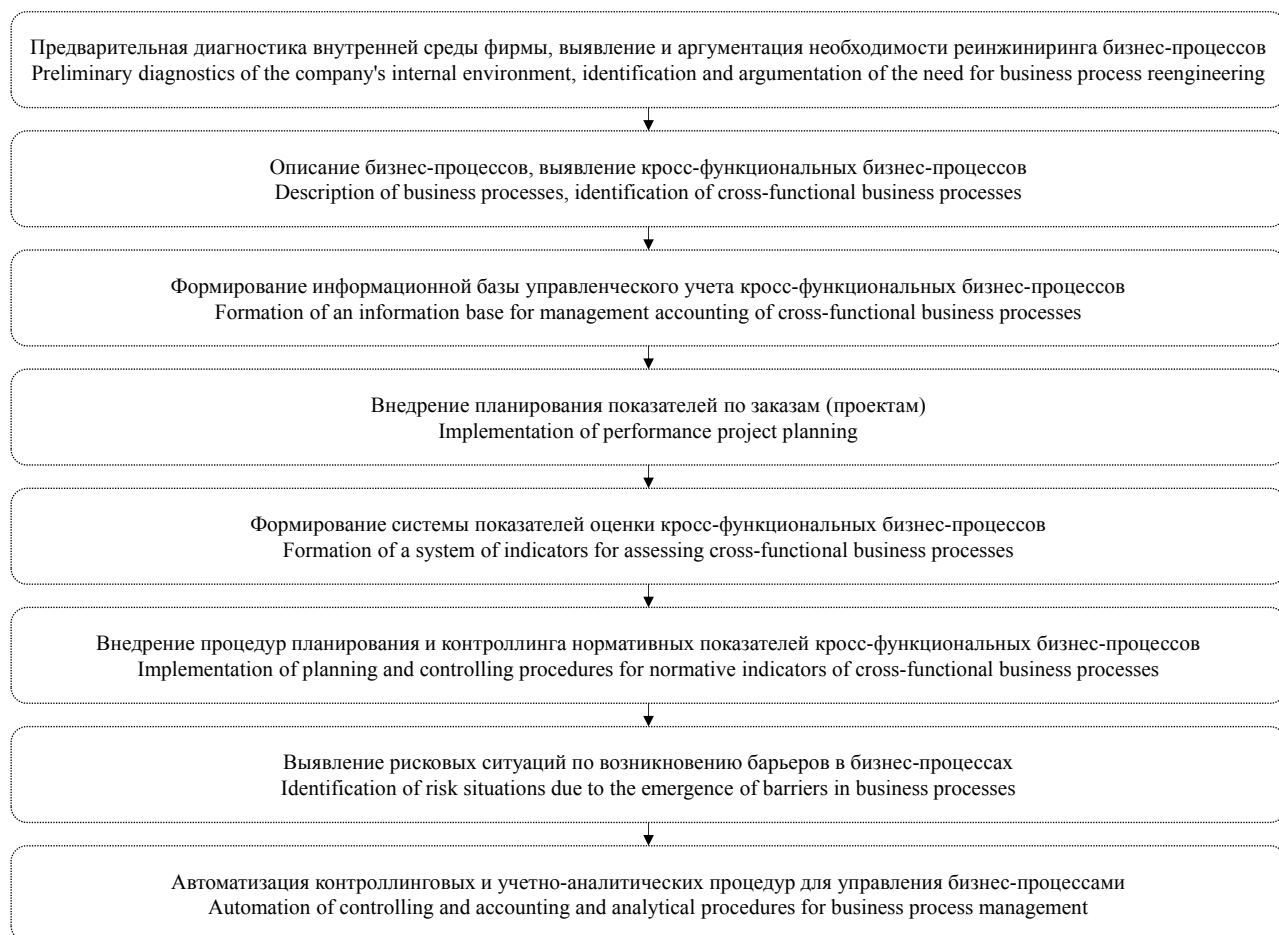 Предварительная диагностика внутренней среды фирмы, выявление и аргументация необходимости реинжиниринга бизнес-процессов
Preliminary diagnostics of the company's internal environment, identification and argumentation of the need for business process reengineering
Описание бизнес-процессов, выявление кросс-функциональных бизнес-процессов
Description of business processes, identification of cross-functional business processes
Формирование информационной базы управленческого учета кросс-функциональных бизнес-процессов
Formation of an information base for management accounting of cross-functional business processes
Внедрение планирования показателей по заказам (проектам)
Implementation of performance project planning
Формирование системы показателей оценки кросс-функциональных бизнес-процессов
Formation of a system of indicators for assessing cross-functional business processes
Внедрение процедур планирования и контроллинга нормативных показателей кросс-функциональных бизнес-процессов
Implementation of planning and controlling procedures for normative indicators of cross-functional business processes
Выявление рисковых ситуаций по возникновению барьеров в бизнес-процессах
Identification of risk situations due to the emergence of barriers in business processes
Автоматизация контроллинговых и учетно-аналитических процедур для управления бизнес-процессами
Automation of controlling and accounting and analytical procedures for business process management